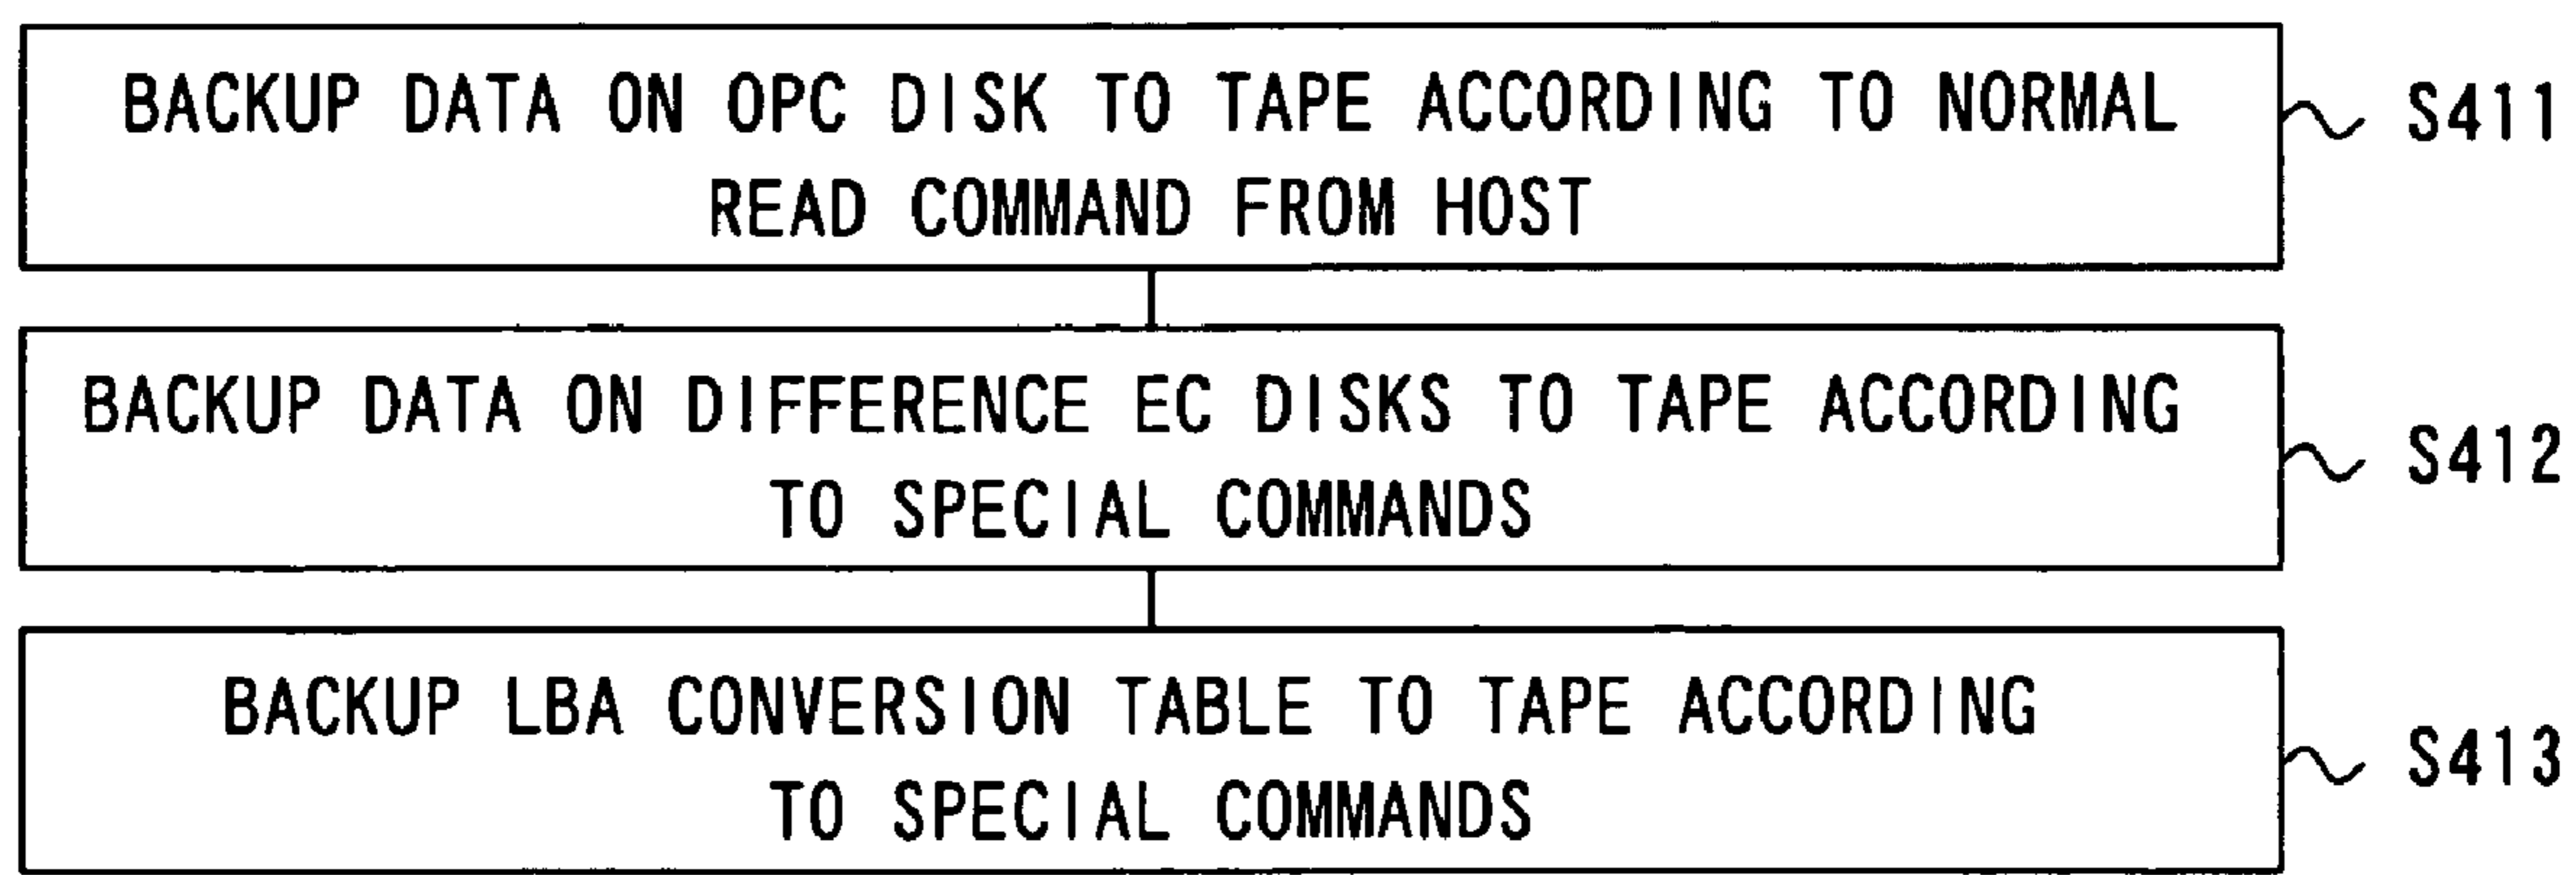 BACKUP DATA ON OPC DISK TO TAPE ACCORDING TO NORMAL
READ COMMAND FROM HOST
S411
BACKUP DATA ON DIFFERENCE EC DISKS TO TAPE ACCORDING
TO SPECIAL COMMANDS
S412
BACKUP LBA CONVERSION TABLE TO TAPE ACCORDING
TO SPECIAL COMMANDS
S413